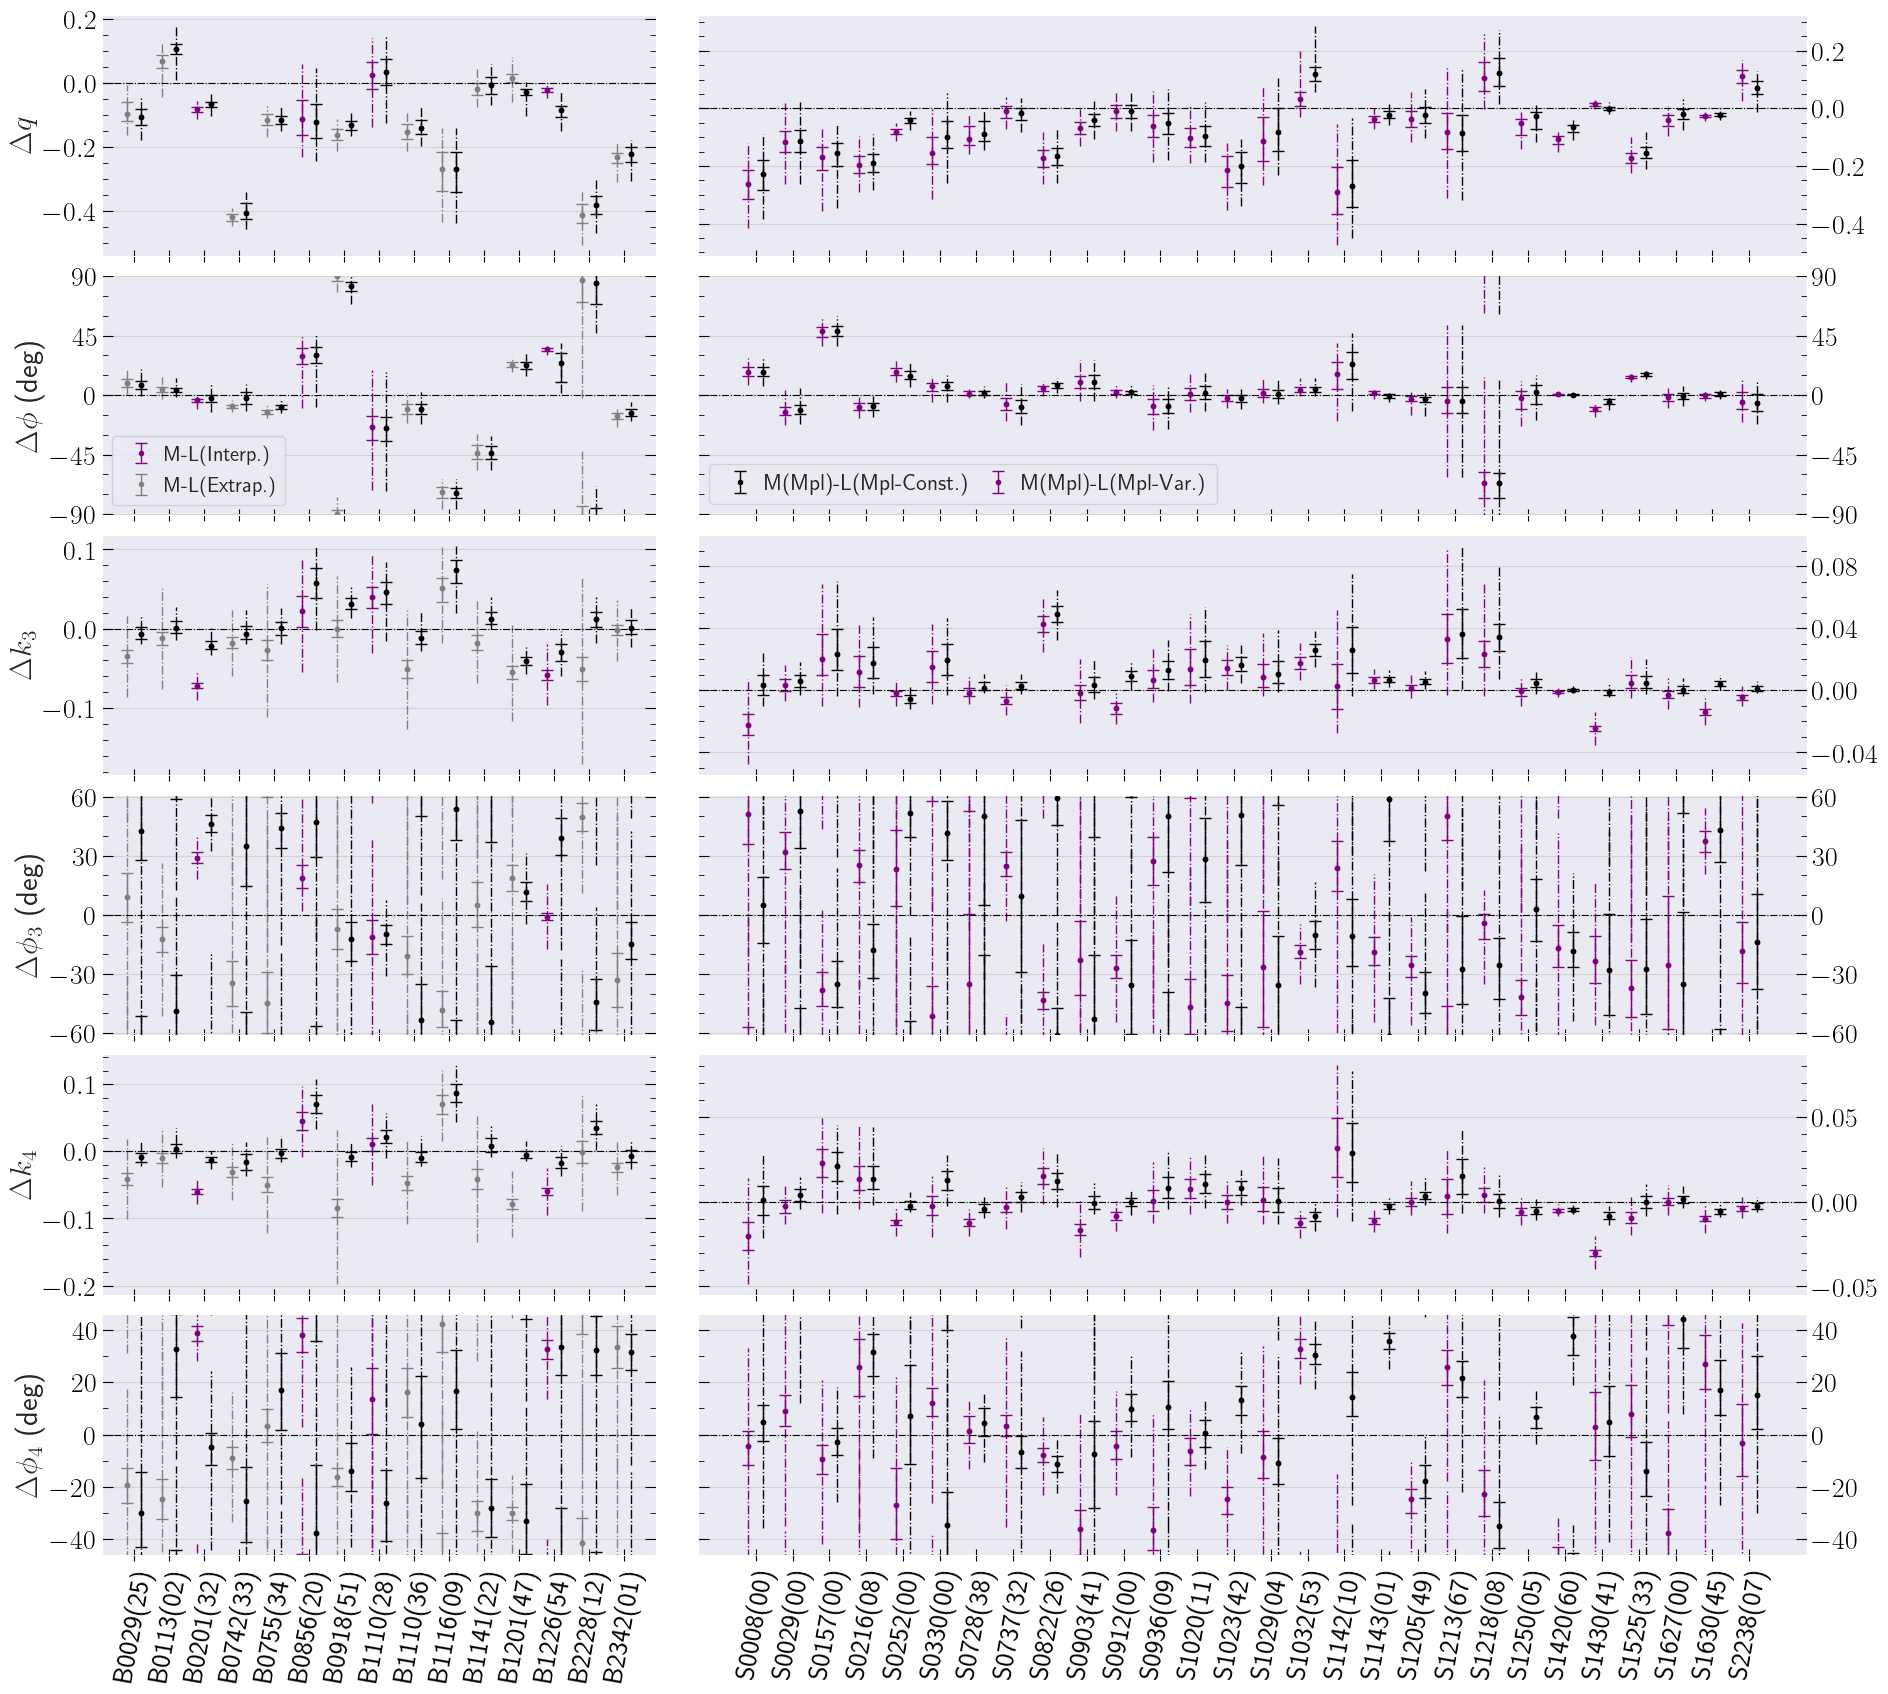 0.2
0.0
−0.2
−0.4
Δq
0.2
0.0
−0.2
−0.4
90
45
0
−45
−90
Δϕ (deg)
M-L(Interp.)
M-L(Extrap.)
M(Mpl)-L(Mpl-Const.) M(Mpl)-L(Mpl-Var.)
90
45
0
−45
−90
0.1
0.0
−0.1
Δk₃
0.08
0.04
0.00
−0.04
60
30
0
−30
−60
Δϕ₃ (deg)
60
30
0
−30
−60
0.1
0.0
−0.1
−0.2
Δk₄
0.05
0.00
−0.05
40
20
0
−20
−40
Δϕ₄ (deg)
40
20
0
−20
−40
B0029(25)
B0113(02)
B0201(32)
B0742(33)
B0755(34)
B0856(20)
B0918(51)
B1110(28)
B1110(36)
B1116(09)
B1141(22)
B1201(47)
B1226(54)
B2228(12)
B2342(01)
S0008(00)
S0029(00)
S0157(00)
S0216(08)
S0252(00)
S0330(00)
S0728(38)
S0737(32)
S0822(26)
S0903(41)
S0912(00)
S0936(09)
S1020(11)
S1023(42)
S1029(04)
S1032(53)
S1142(10)
S1143(01)
S1205(49)
S1213(67)
S1218(08)
S1250(05)
S1420(60)
S1430(41)
S1525(33)
S1627(00)
S1630(45)
S2238(07)